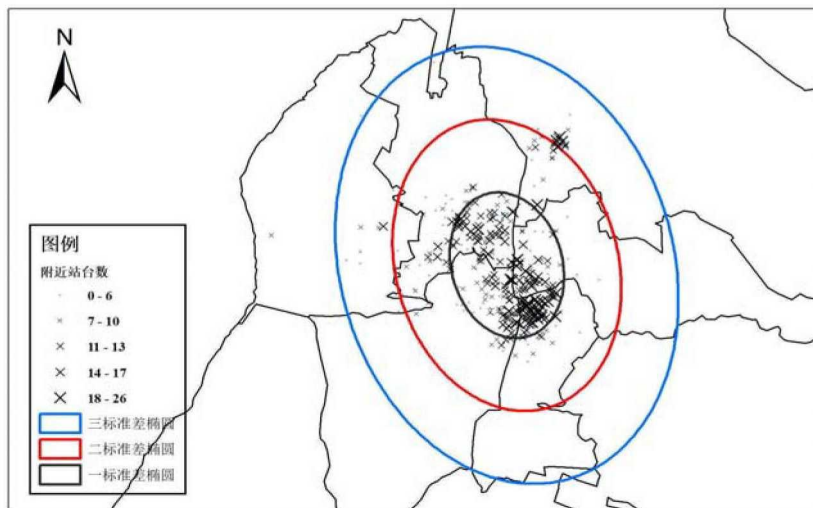 N
图例
附近站台数
0 - 6
7 - 10
11 - 13
14 - 17
18 - 26
三标准差椭圆
二标准差椭圆
一标准差椭圆